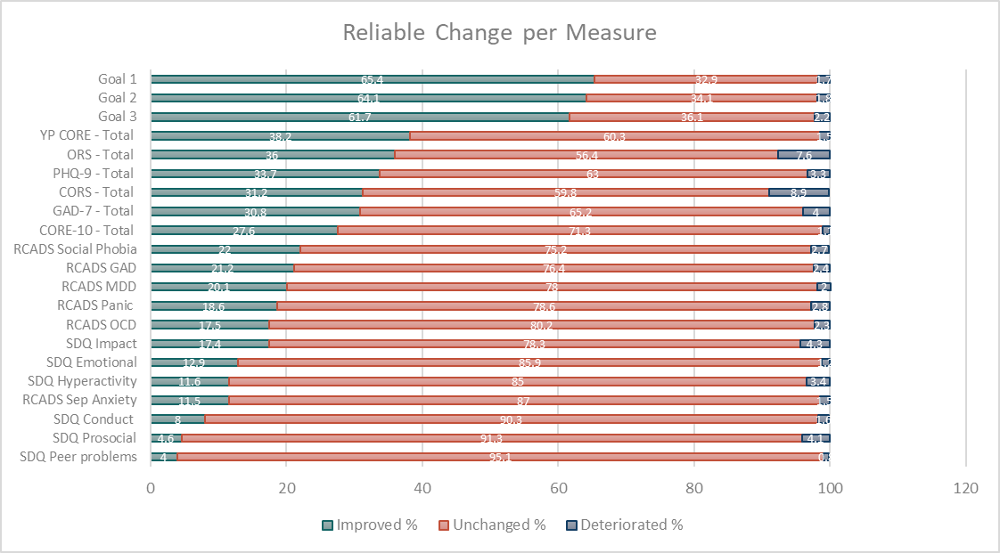 Reliable Change per Measure
Goal 1 65.4 32.9 1.7
Goal 2 64.1 34.1 1.8
Goal 3 61.7 36.1 2.2
YP CORE - Total 38.2 60.3 1.5
ORS - Total 36 56.4 7.6
PHQ-9 - Total 33.7 63 3.3
CORS - Total 31.2 59.8 8.9
GAD-7 - Total 30.8 65.2 4
CORE-10 - Total 27.6 71.3
RCADS Social Phobia 22 75.2 2.7
RCADS GAD 21.2 76.4 2.4
RCADS MDD 20.1 78 2
RCADS Panic 18.6 78.6 2.8
RCADS OCD 17.5 80.2 2.3
SDQ Impact 17.4 78.3 4.3
SDQ Emotional 12.9 85.9 1.2
SDQ Hyperactivity 11.6 85 3.4
RCADS Sep Anxiety 11.5 87 1.5
SDQ Conduct 8 90.3 1.6
SDQ Prosocial 4.6 91.3 4.1
SDQ Peer problems 4 95.1
0 20 40 60 80 100 120
Improved % Unchanged % Deteriorated %